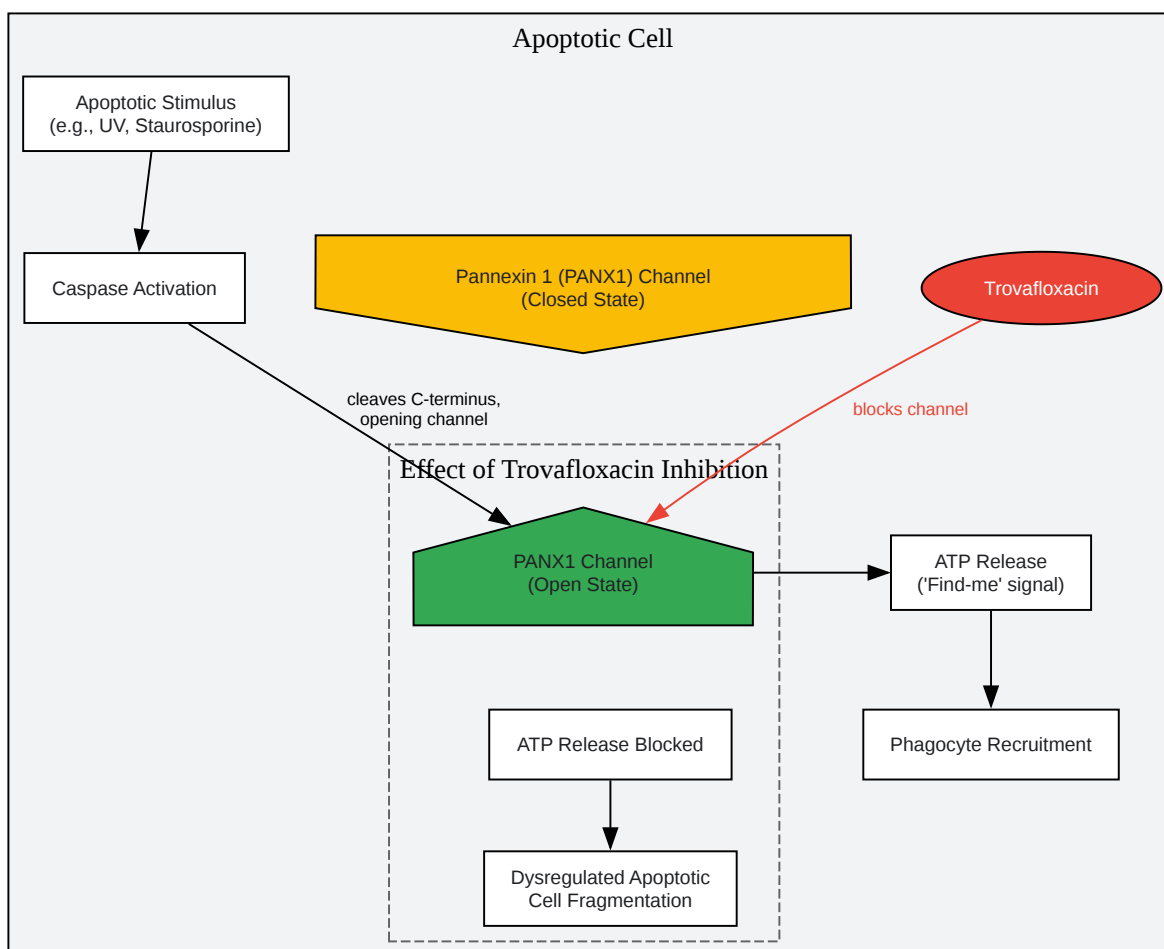 Apoptotic Cell
Apoptotic Stimulus
(e.g., UV, Staurosporine)
Caspase Activation
Pannexin 1 (PANX1) Channel
(Closed State)
Trovafloxacin
cleaves C-terminus,
opening channel
blocks channel
Effect of Trovafloxacin Inhibition
PANX1 Channel
(Open State)
ATP Release
('Find-me' signal)
ATP Release Blocked
Phagocyte Recruitment
Dysregulated Apoptotic
Cell Fragmentation